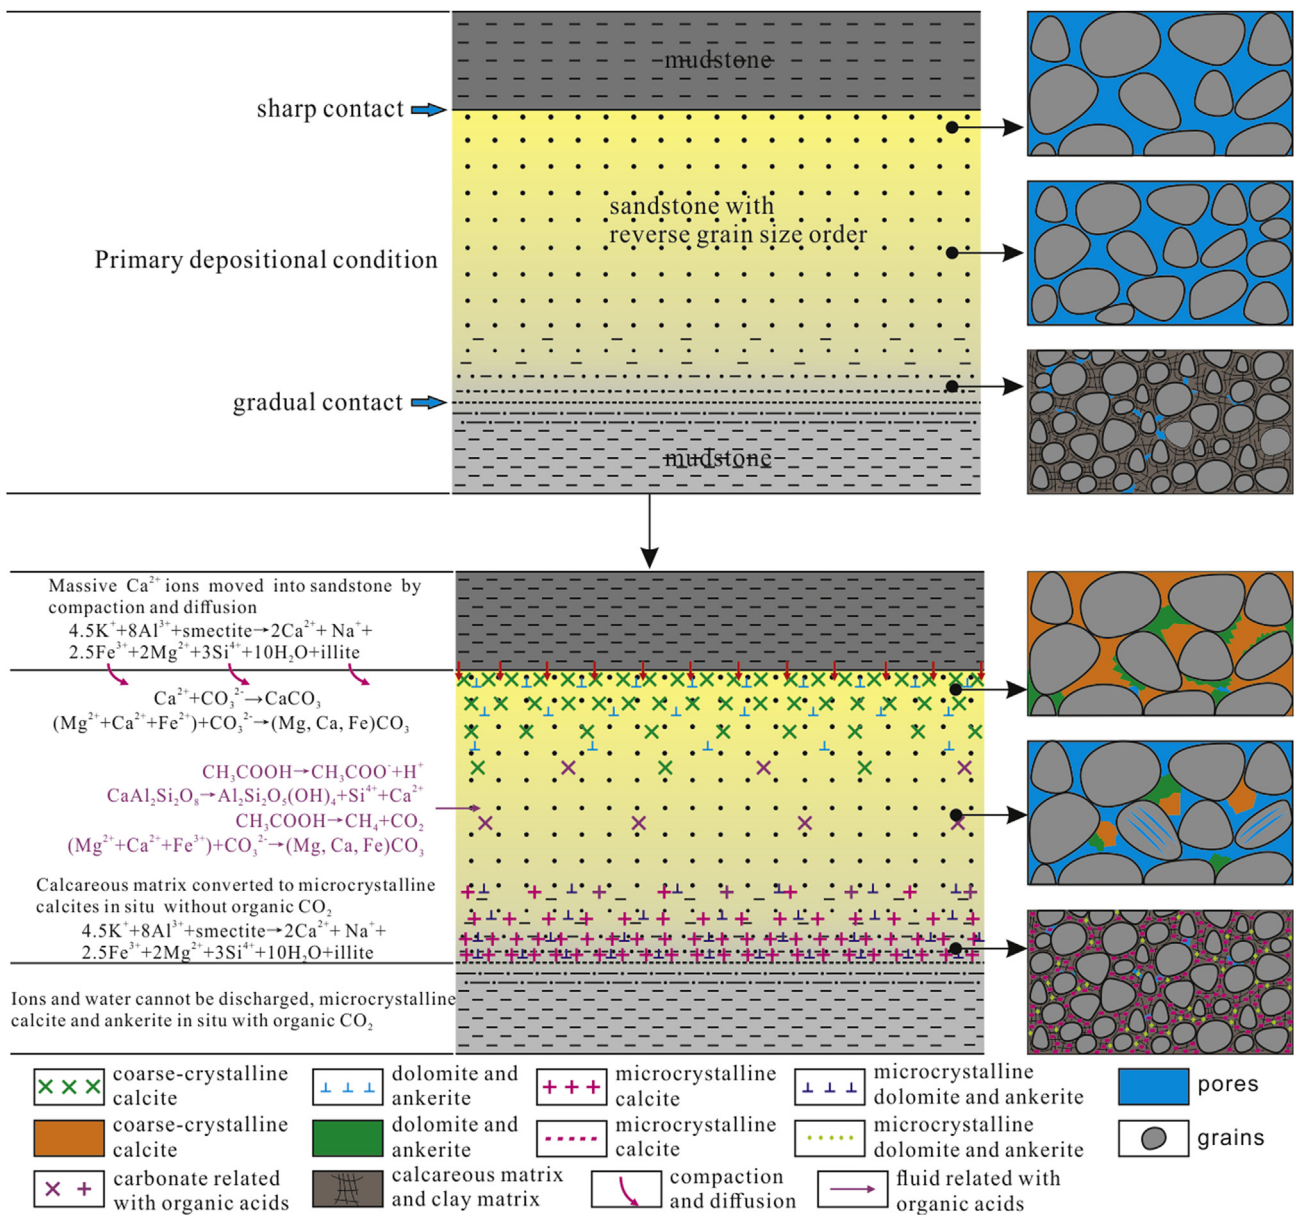 mudstone
sharp contact
sandstone with
reverse grain size order
Primary depositional condition
gradual contact
mudstone
Massive Ca²⁺ ions moved into sandstone by
compaction and diffusion
4.5K⁺+8Al³⁺+smectite→2Ca²⁺+ Na⁺+
2.5Fe³⁺+2Mg²⁺+3Si⁴⁺+10H₂O+illite
Ca²⁺+CO₃²⁻→CaCO₃
(Mg²⁺+Ca²⁺+Fe²⁺)+CO₃²⁻→(Mg, Ca, Fe)CO₃
CH₃COOH→CH₃COO⁻+H⁺
CaAl₂Si₂O₈→Al₂Si₂O₅(OH)₄+Si⁴⁺+Ca²⁺
CH₃COOH→CH₄+CO₂
(Mg²⁺+Ca²⁺+Fe³⁺)+CO₃²⁻→(Mg, Ca, Fe)CO₃
Calcareous matrix converted to microcrystalline
calcites in situ without organic CO₂
4.5K⁺+8Al³⁺+smectite→2Ca²⁺+ Na⁺+
2.5Fe³⁺+2Mg²⁺+3Si⁴⁺+10H₂O+illite
Ions and water cannot be discharged, microcrystalline
calcite and ankerite in situ with organic CO₂
coarse-crystalline
calcite
dolomite and
ankerite
microcrystalline
calcite
microcrystalline
dolomite and ankerite
pores
coarse-crystalline
calcite
dolomite and
ankerite
microcrystalline
calcite
microcrystalline
dolomite and ankerite
grains
carbonate related
with organic acids
calcareous matrix
and clay matrix
compaction
and diffusion
fluid related with
organic acids